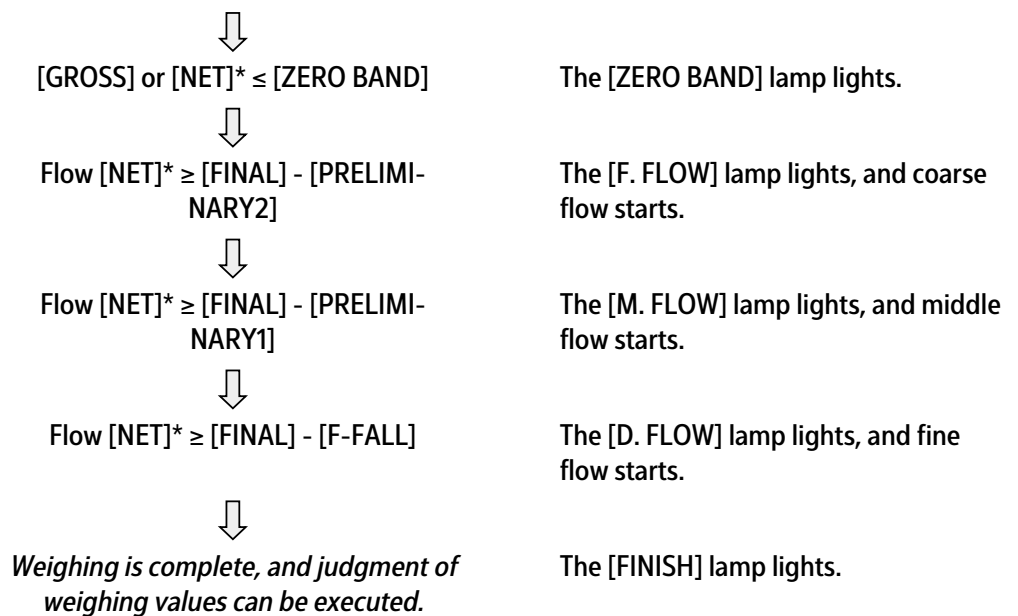 [GROSS] or [NET]* ≤ [ZERO BAND]
The [ZERO BAND] lamp lights.
Flow [NET]* ≥ [FINAL] - [PRELIMI-
NARY2]
The [F. FLOW] lamp lights, and coarse
flow starts.
Flow [NET]* ≥ [FINAL] - [PRELIMI-
NARY1]
The [M. FLOW] lamp lights, and middle
flow starts.
Flow [NET]* ≥ [FINAL] - [F-FALL]
The [D. FLOW] lamp lights, and fine
flow starts.
Weighing is complete, and judgment of
weighing values can be executed.
The [FINISH] lamp lights.